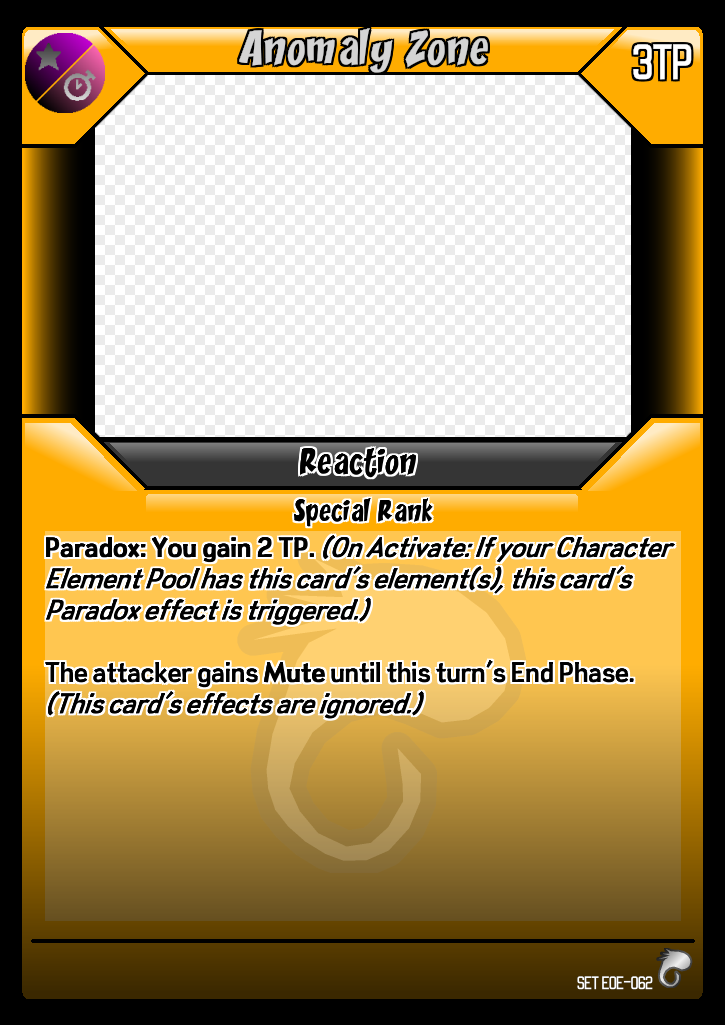 Anomaly Zone
3TP
Reaction
Special Rank
Paradox: You gain 2 TP. (On Activate: If your Character
Element Pool has this card's element(s), this card's
Paradox effect is triggered.)
The attacker gains Mute until this turn's End Phase.
(This card's effects are ignored.)
SET EOE-062